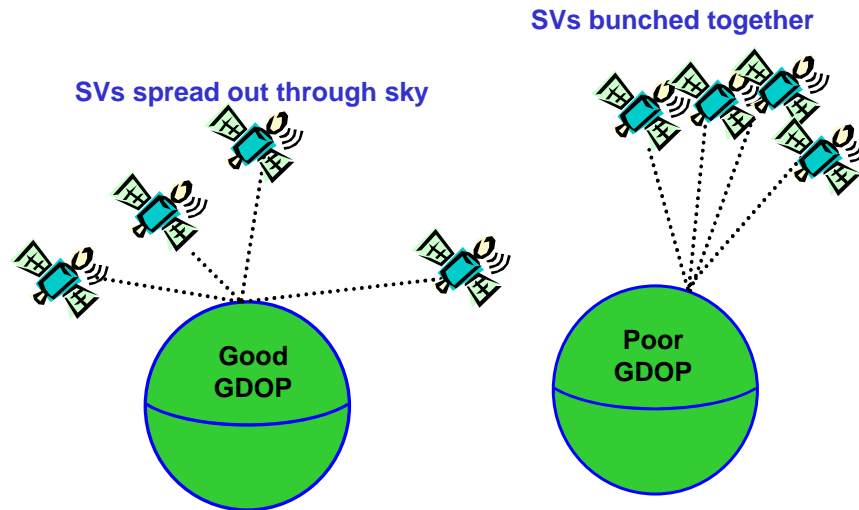 SVs bunched together
SVs spread out through sky
Good
GDOP
Poor
GDOP